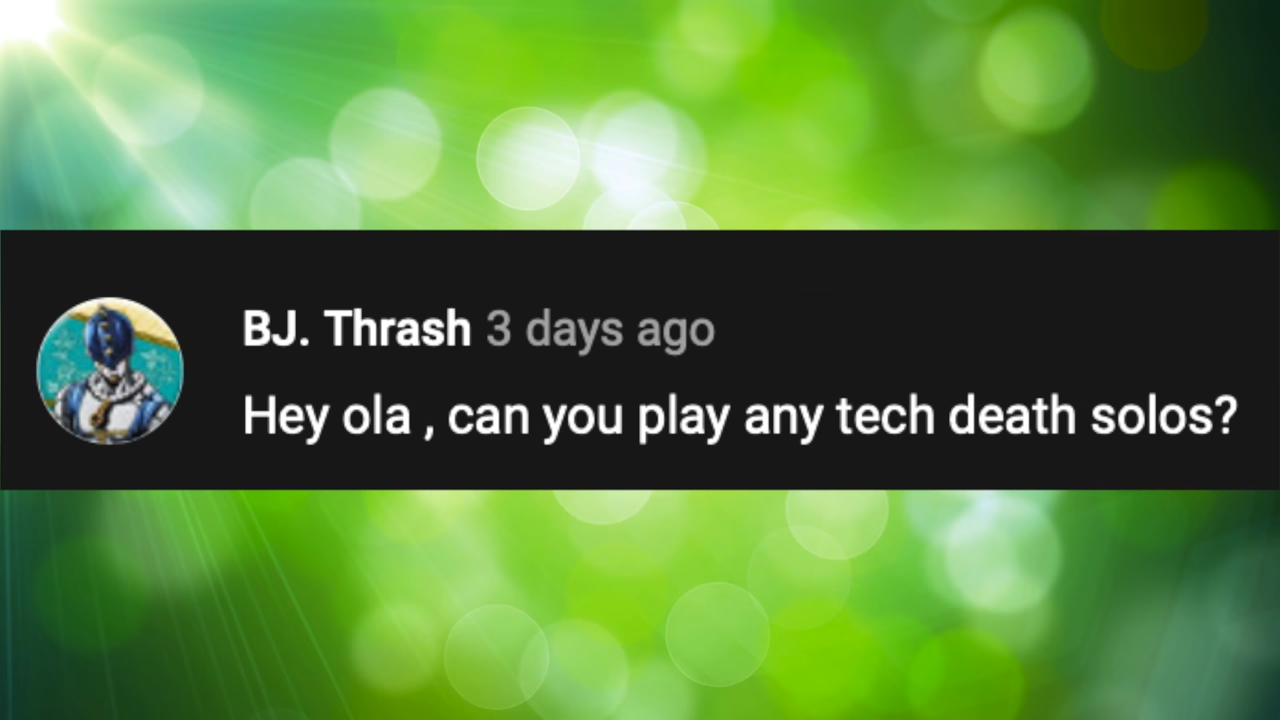 BJ. Thrash 3 days ago
Hey ola , can you play any tech death solos?